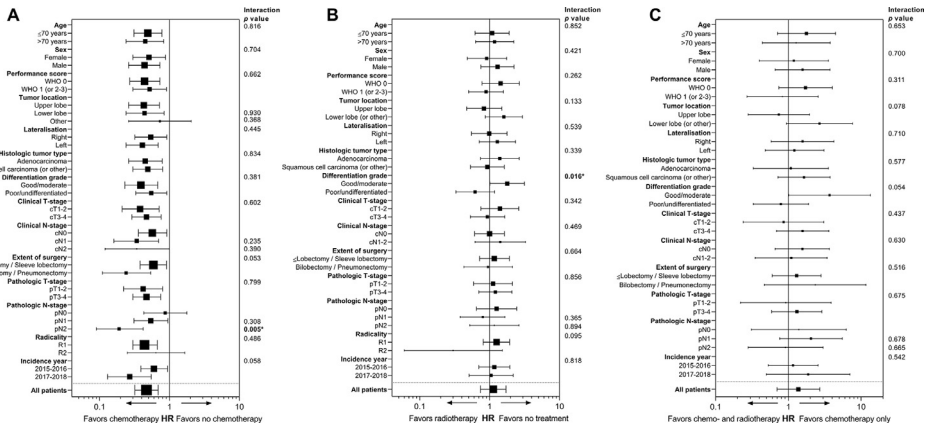 A
Interaction
p value
Age 0.816
≤70 years
>70 years
Sex 0.704
Female
Male
Performance score 0.662
WHO 0
WHO 1 (or 2-3)
Tumor location
Upper lobe
Lower lobe 0.930
Other 0.368
Lateralisation 0.445
Right
Left
Histologic tumor type 0.834
Adenocarcinoma
cell carcinoma (or other)
Differentiation grade 0.381
Good/moderate
Poor/undifferentiated
Clinical T-stage 0.602
cT1-2
cT3-4
Clinical N-stage
cN0
cN1 0.235
cN2 0.390
Extent of surgery 0.053
my / Sleeve lobectomy
tomy / Pneumonectomy
Pathologic T-stage 0.799
pT1-2
pT3-4
Pathologic N-stage
pN0
pN1 0.308
pN2 0.005*
Radicality 0.486
R1
R2
Incidence year 0.058
2015-2016
2017-2018
All patients
0.1 1 10
Favors chemotherapy HR Favors no chemotherapy
B
Interaction
p value
Age 0.852
≤70 years
>70 years
Sex 0.421
Female
Male
Performance score 0.262
WHO 0
WHO 1 (or 2-3)
Tumor location 0.133
Upper lobe
Lower lobe (or other)
Lateralisation 0.539
Right
Left
Histologic tumor type 0.339
Adenocarcinoma
Squamous cell carcinoma (or other)
Differentiation grade 0.016*
Good/moderate
Poor/undifferentiated
Clinical T-stage 0.342
cT1-2
cT3-4
Clinical N-stage 0.469
cN0
cN1-2
Extent of surgery 0.664
≤Lobectomy / Sleeve lobectomy
Bilobectomy / Pneumonectomy
Pathologic T-stage 0.856
pT1-2
pT3-4
Pathologic N-stage
pN0
pN1 0.365
pN2 0.894
Radicality 0.095
R1
R2
Incidence year 0.818
2015-2016
2017-2018
All patients
0.1 1 10
Favors radiotherapy HR Favors no treatment
C
Interaction
p value
Age 0.653
≤70 years
>70 years
Sex 0.700
Female
Male
Performance score 0.311
WHO 0
WHO 1 (or 2-3)
Tumor location 0.078
Upper lobe
Lower lobe (or other)
Lateralisation 0.710
Right
Left
Histologic tumor type 0.577
Adenocarcinoma
Squamous cell carcinoma (or other)
Differentiation grade 0.054
Good/moderate
Poor/undifferentiated
Clinical T-stage 0.437
cT1-2
cT3-4
Clinical N-stage 0.630
cN0
cN1-2
Extent of surgery 0.516
≤Lobectomy / Sleeve lobectomy
Bilobectomy / Pneumonectomy
Pathologic T-stage 0.675
pT1-2
pT3-4
Pathologic N-stage
pN0
pN1 0.678
pN2 0.665
Incidence year 0.542
2015-2016
2017-2018
All patients
0.1 1 10
Favors chemo- and radiotherapy HR Favors chemotherapy only